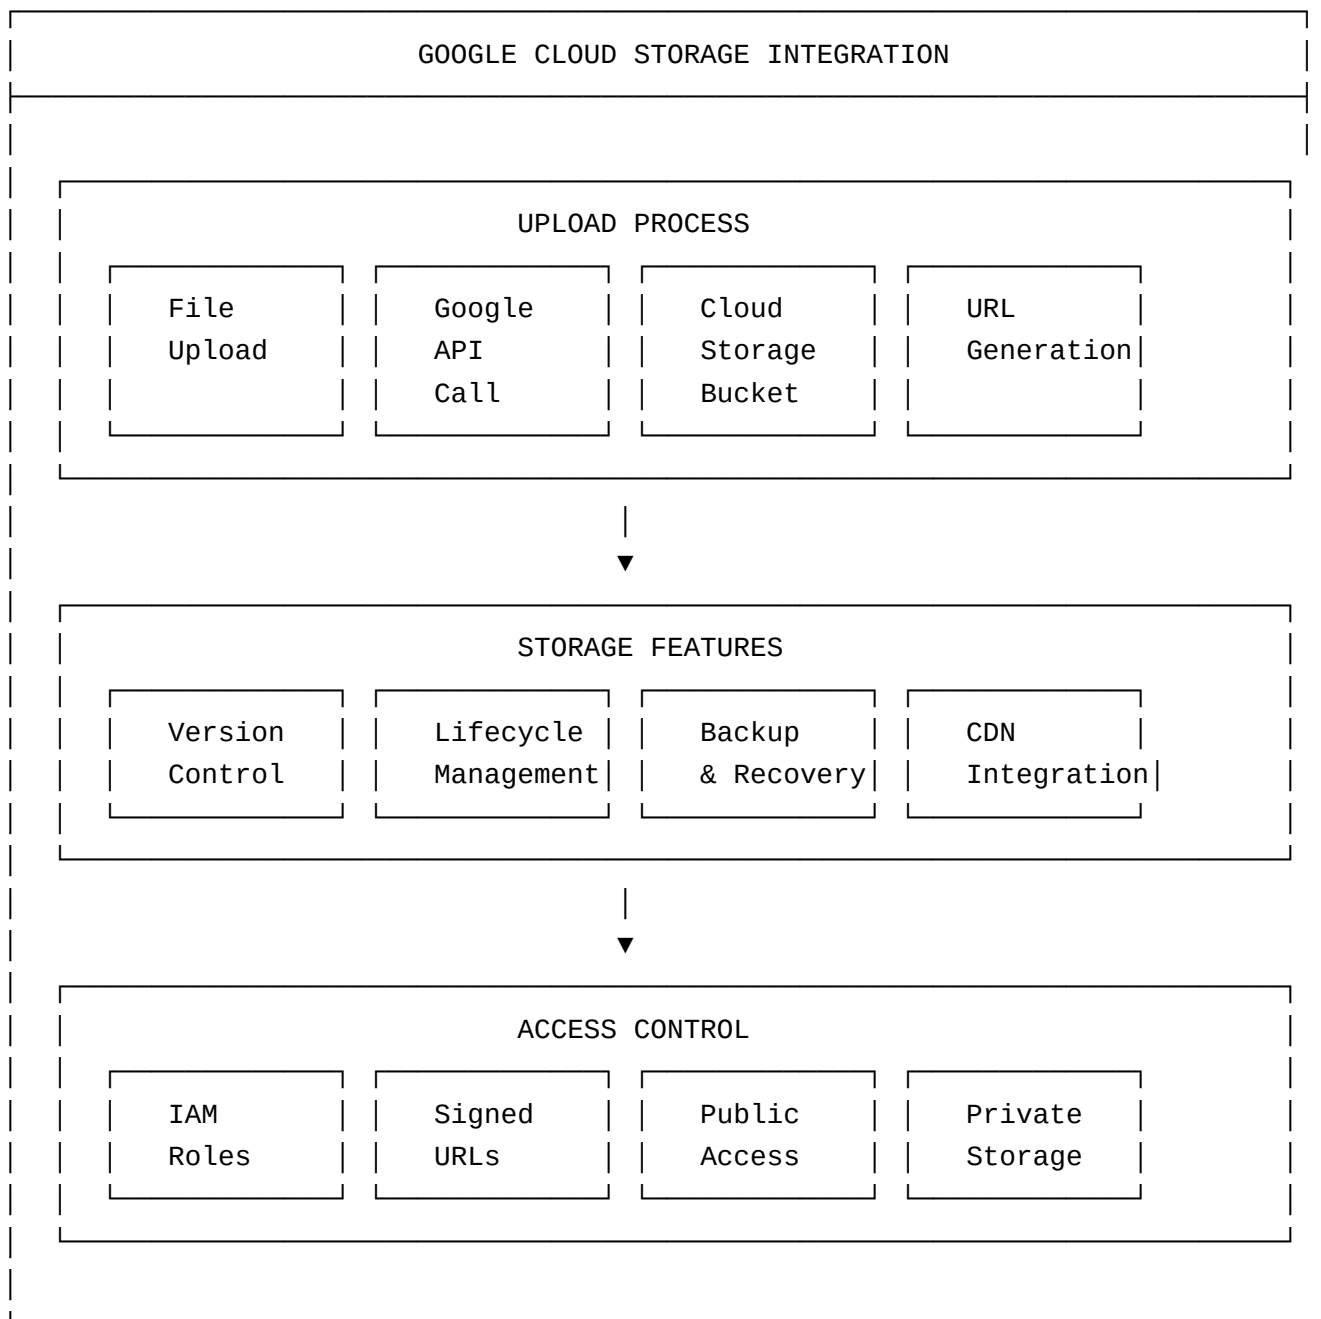 GOOGLE CLOUD STORAGE INTEGRATION
UPLOAD PROCESS
File Google Cloud URL
Upload API Storage Generation
Call Bucket
STORAGE FEATURES
Version Lifecycle Backup CDN
Control Management & Recovery Integration
ACCESS CONTROL
IAM Signed Public Private
Roles URLs Access Storage